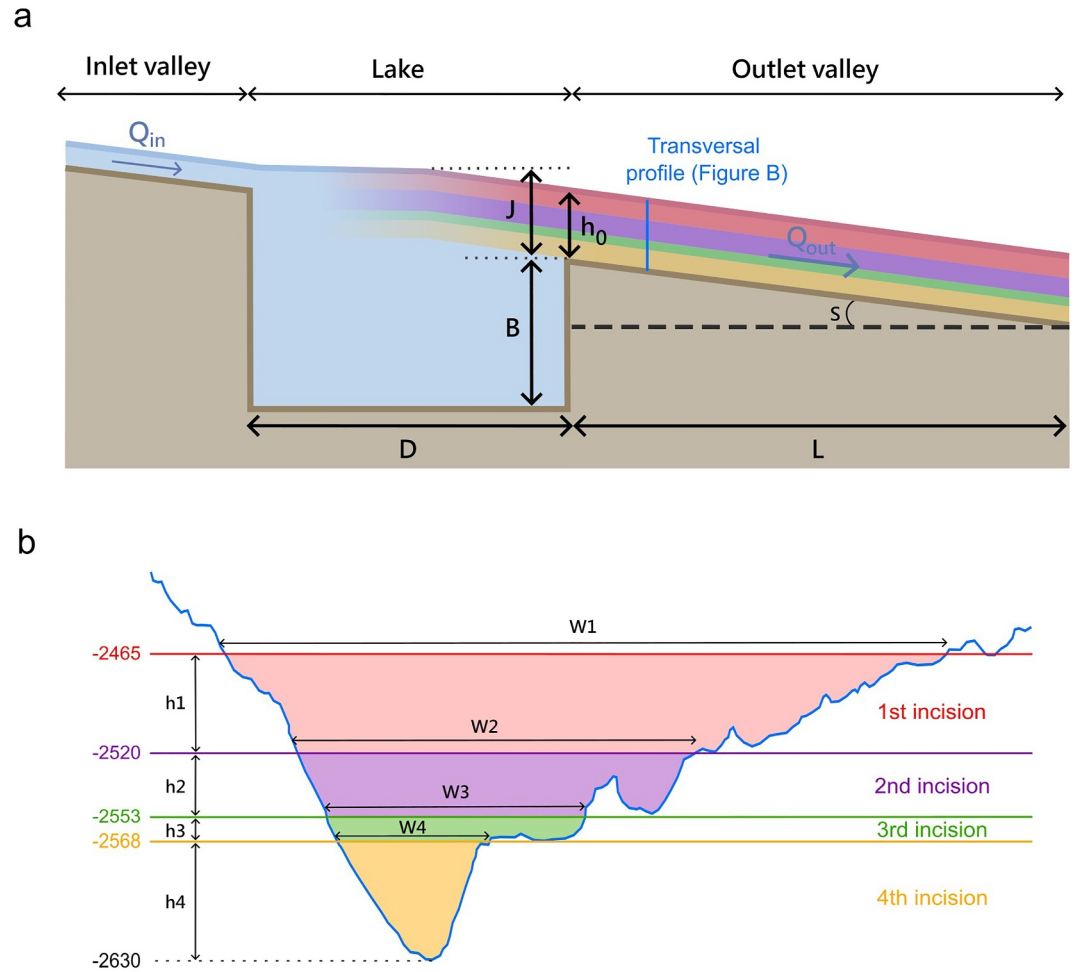 a
Inlet valley
Lake
Outlet valley
Qin
Transversal
profile (Figure B)
J
h0
Qout
B
S
D
L
b
W1
-2465
h1
1st incision
W2
-2520
h2
2nd incision
W3
-2553
h3
W4
3rd incision
-2568
h4
4th incision
-2630